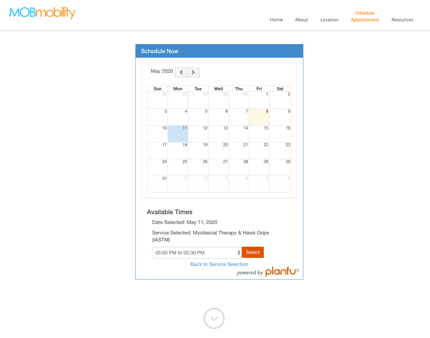 MOBmobility
Home About Location Schedule Appointment Resources
Schedule Now
May 2020
Sun Mon Tue Wed Thu Fri Sat
26 27 28 29 30 1 2
3 4 5 6 7 8 9
10 11 12 13 14 15 16
17 18 19 20 21 22 23
24 25 26 27 28 29 30
31 1 2 3 4 5 6
Available Times
Date Selected: May 11, 2020
Service Selected: Myofascial Therapy & Hawk Grips
(IASTM)
05:00 PM to 05:30 PM Select
Back to Service Selection
powered by planfu